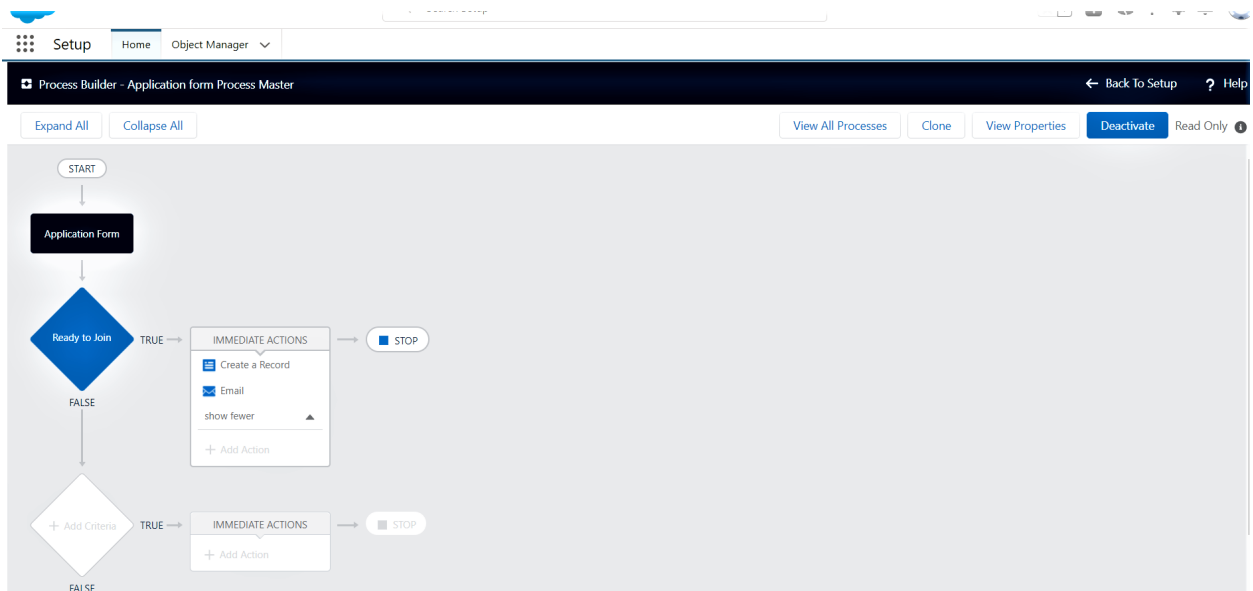 Setup Home Object Manager
Process Builder - Application form Process Master Back To Setup ? Help
Expand All Collapse All View All Processes Clone View Properties Deactivate Read Only
START
Application Form
Ready to Join TRUE IMMEDIATE ACTIONS STOP
Create a Record
Email
FALSE
show fewer
+ Add Action
+ Add Criteria TRUE IMMEDIATE ACTIONS STOP
+ Add Action
FALSE